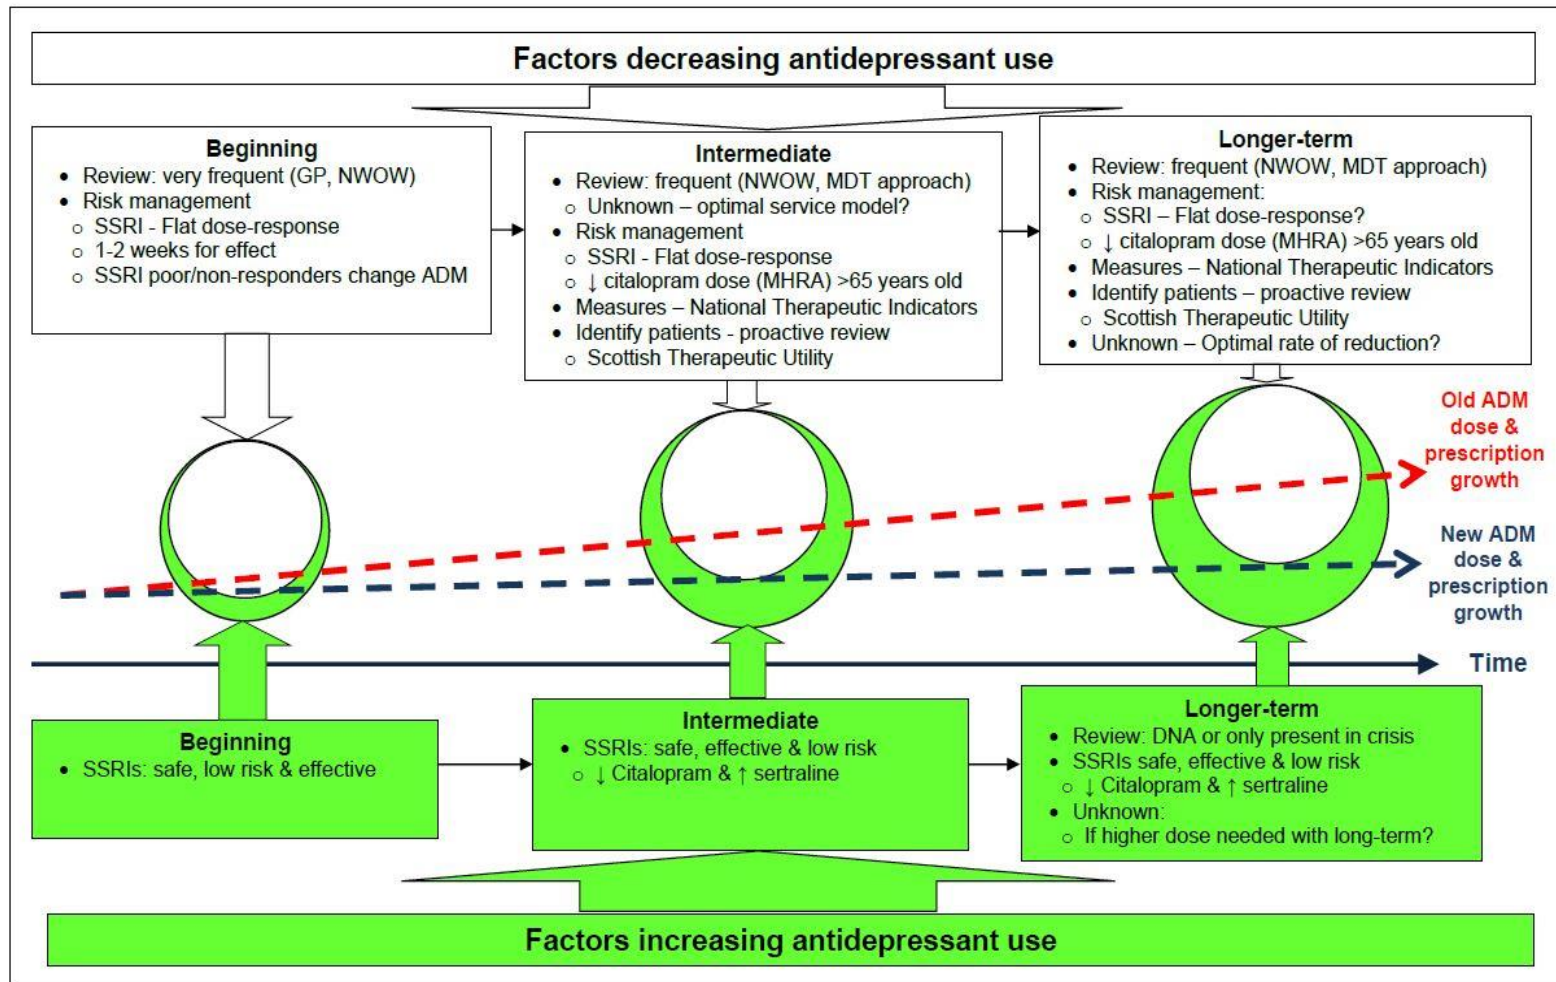 Factors decreasing antidepressant use
Beginning
• Review: very frequent (GP, NWOW)
• Risk management
o SSRI - Flat dose-response
o 1-2 weeks for effect
o SSRI poor/non-responders change ADM
Intermediate
• Review: frequent (NWOW, MDT approach)
o Unknown – optimal service model?
• Risk management
o SSRI - Flat dose-response
o ↓ citalopram dose (MHRA) >65 years old
• Measures – National Therapeutic Indicators
• Identify patients - proactive review
o Scottish Therapeutic Utility
Longer-term
• Review: frequent (NWOW, MDT approach)
• Risk management:
o SSRI – Flat dose-response?
o ↓ citalopram dose (MHRA) >65 years old
• Measures – National Therapeutic Indicators
• Identify patients – proactive review
o Scottish Therapeutic Utility
• Unknown – Optimal rate of reduction?
Old ADM
dose &
prescription
growth
New ADM
dose &
prescription
growth
Time
Beginning
• SSRIs: safe, low risk & effective
Intermediate
• SSRIs: safe, effective & low risk
o ↓ Citalopram & ↑ sertraline
Longer-term
• Review: DNA or only present in crisis
• SSRIs safe, effective & low risk
o ↓ Citalopram & ↑ sertraline
• Unknown:
o If higher dose needed with long-term?
Factors increasing antidepressant use